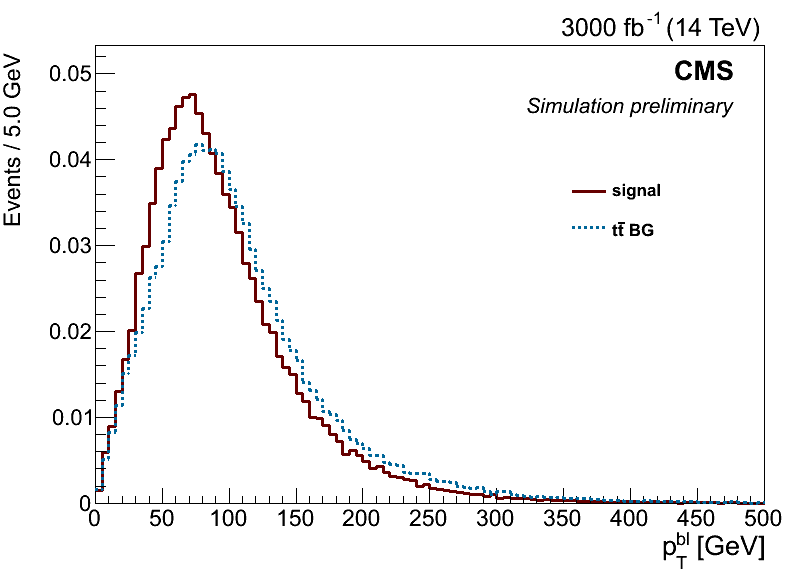 3000 fb⁻¹ (14 TeV)
CMS
Simulation preliminary
Events / 5.0 GeV
0.05
0.04
0.03
0.02
0.01
0
signal
tt̄ BG
0 50 100 150 200 250 300 350 400 450 500
p_T^bl [GeV]